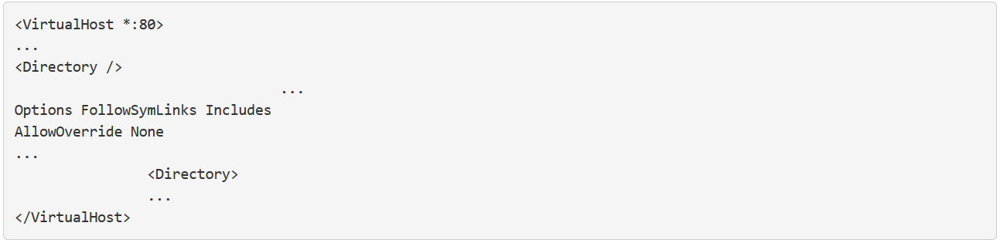 <VirtualHost *:80>
...
<Directory />
...
Options FollowSymLinks Includes
AllowOverride None
...
<Directory>
...
</VirtualHost>